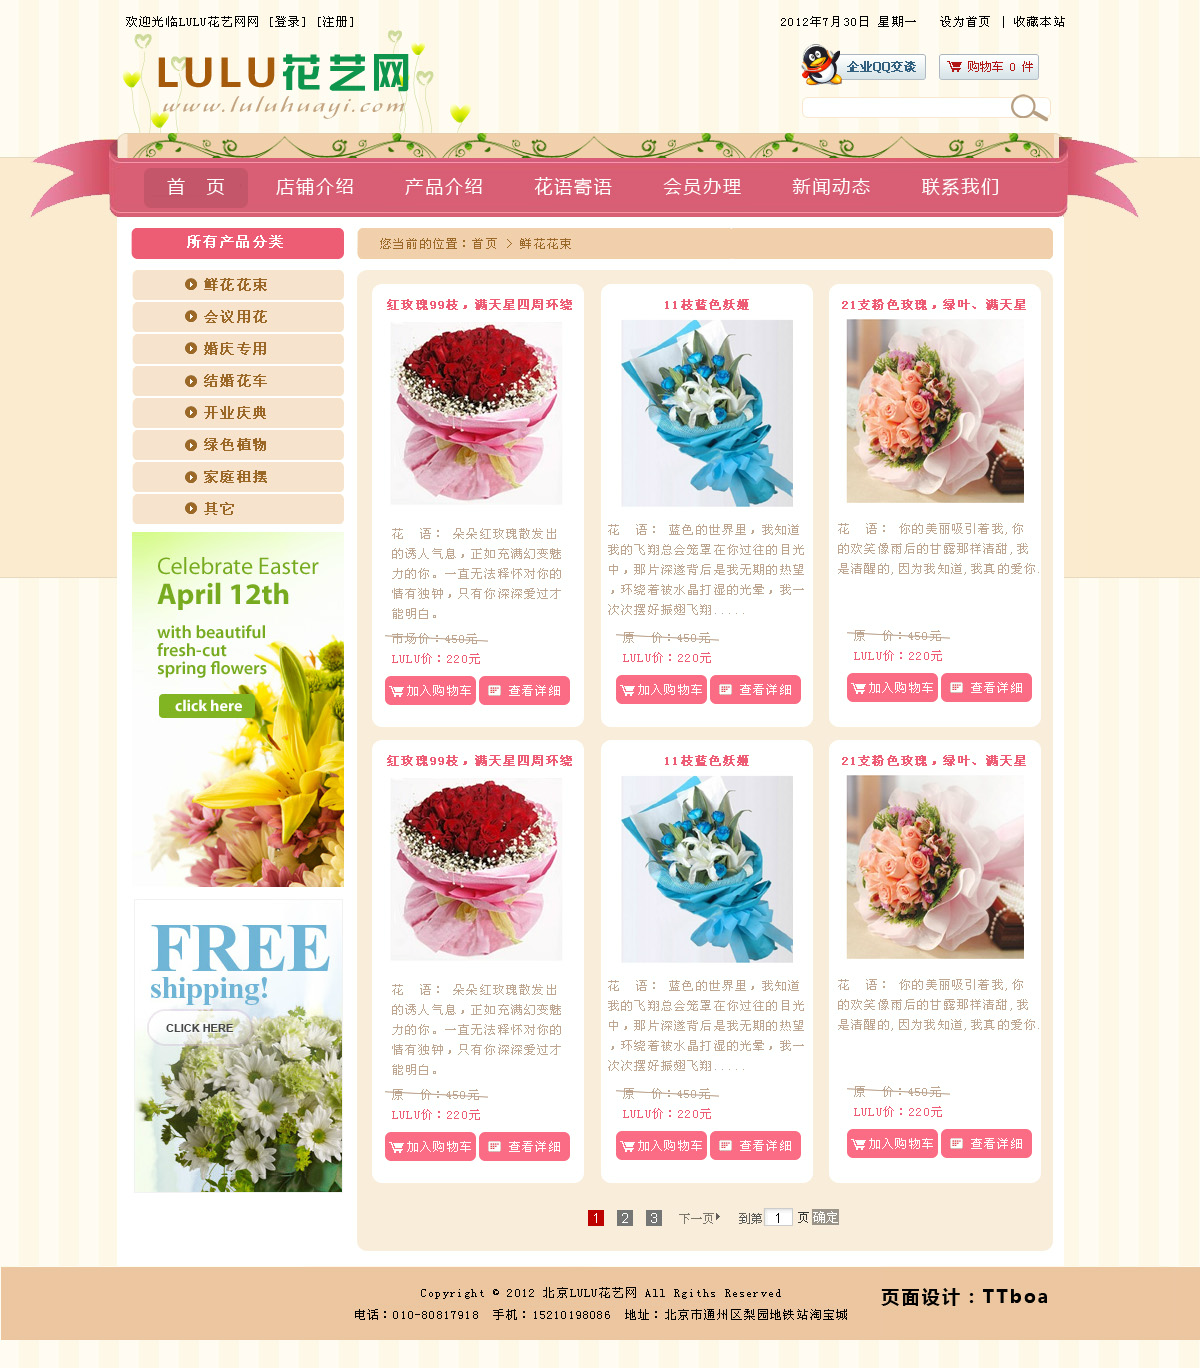 欢迎光临LULU花艺网网 [登录] [注册]
2012年7月30日 星期一 设为首页 | 收藏本站
LULU花艺网
www.luluhuayi.com
企业QQ交谈
购物车 0 件
首 页 店铺介绍 产品介绍 花语寄语 会员办理 新闻动态 联系我们
所有产品分类
鲜花花束
会议用花
婚庆专用
结婚花车
开业庆典
绿色植物
家庭租摆
其它
Celebrate Easter
April 12th
with beautiful
fresh-cut
spring flowers
click here
FREE
shipping!
CLICK HERE
您当前的位置：首页 > 鲜花花束
红玫瑰99枝，满天星四周环绕
花 语： 朵朵红玫瑰散发出
的诱人气息，正如充满幻变魅
力的你。一直无法释怀对你的
情有独钟，只有你深深爱过才
能明白。
市场价：450元
LULU价：220元
加入购物车 查看详细
11枝蓝色妖姬
花 语： 蓝色的世界里，我知道
我的飞翔总会笼罩在你过往的目光
中，那片深邃背后是我无期的热望
，环绕着被水晶打湿的光晕，我一
次次摆好振翅飞翔.....
原 价：450元
LULU价：220元
加入购物车 查看详细
21支粉色玫瑰，绿叶、满天星
花 语： 你的美丽吸引着我,你
的欢笑像雨后的甘露那样清甜,我
是清醒的,因为我知道,我真的爱你.
原 价：450元
LULU价：220元
加入购物车 查看详细
红玫瑰99枝，满天星四周环绕
花 语： 朵朵红玫瑰散发出
的诱人气息，正如充满幻变魅
力的你。一直无法释怀对你的
情有独钟，只有你深深爱过才
能明白。
原 价：450元
LULU价：220元
加入购物车 查看详细
11枝蓝色妖姬
花 语： 蓝色的世界里，我知道
我的飞翔总会笼罩在你过往的目光
中，那片深邃背后是我无期的热望
，环绕着被水晶打湿的光晕，我一
次次摆好振翅飞翔.....
原 价：450元
LULU价：220元
加入购物车 查看详细
21支粉色玫瑰，绿叶、满天星
花 语： 你的美丽吸引着我,你
的欢笑像雨后的甘露那样清甜,我
是清醒的,因为我知道,我真的爱你.
原 价：450元
LULU价：220元
加入购物车 查看详细
1 2 3 下一页 到第 1 页 确定
Copyright © 2012 北京LULU花艺网 All Rgiths Reserved
电话：010-80817918 手机：15210198086 地址：北京市通州区梨园地铁站淘宝城
页面设计：TTboa